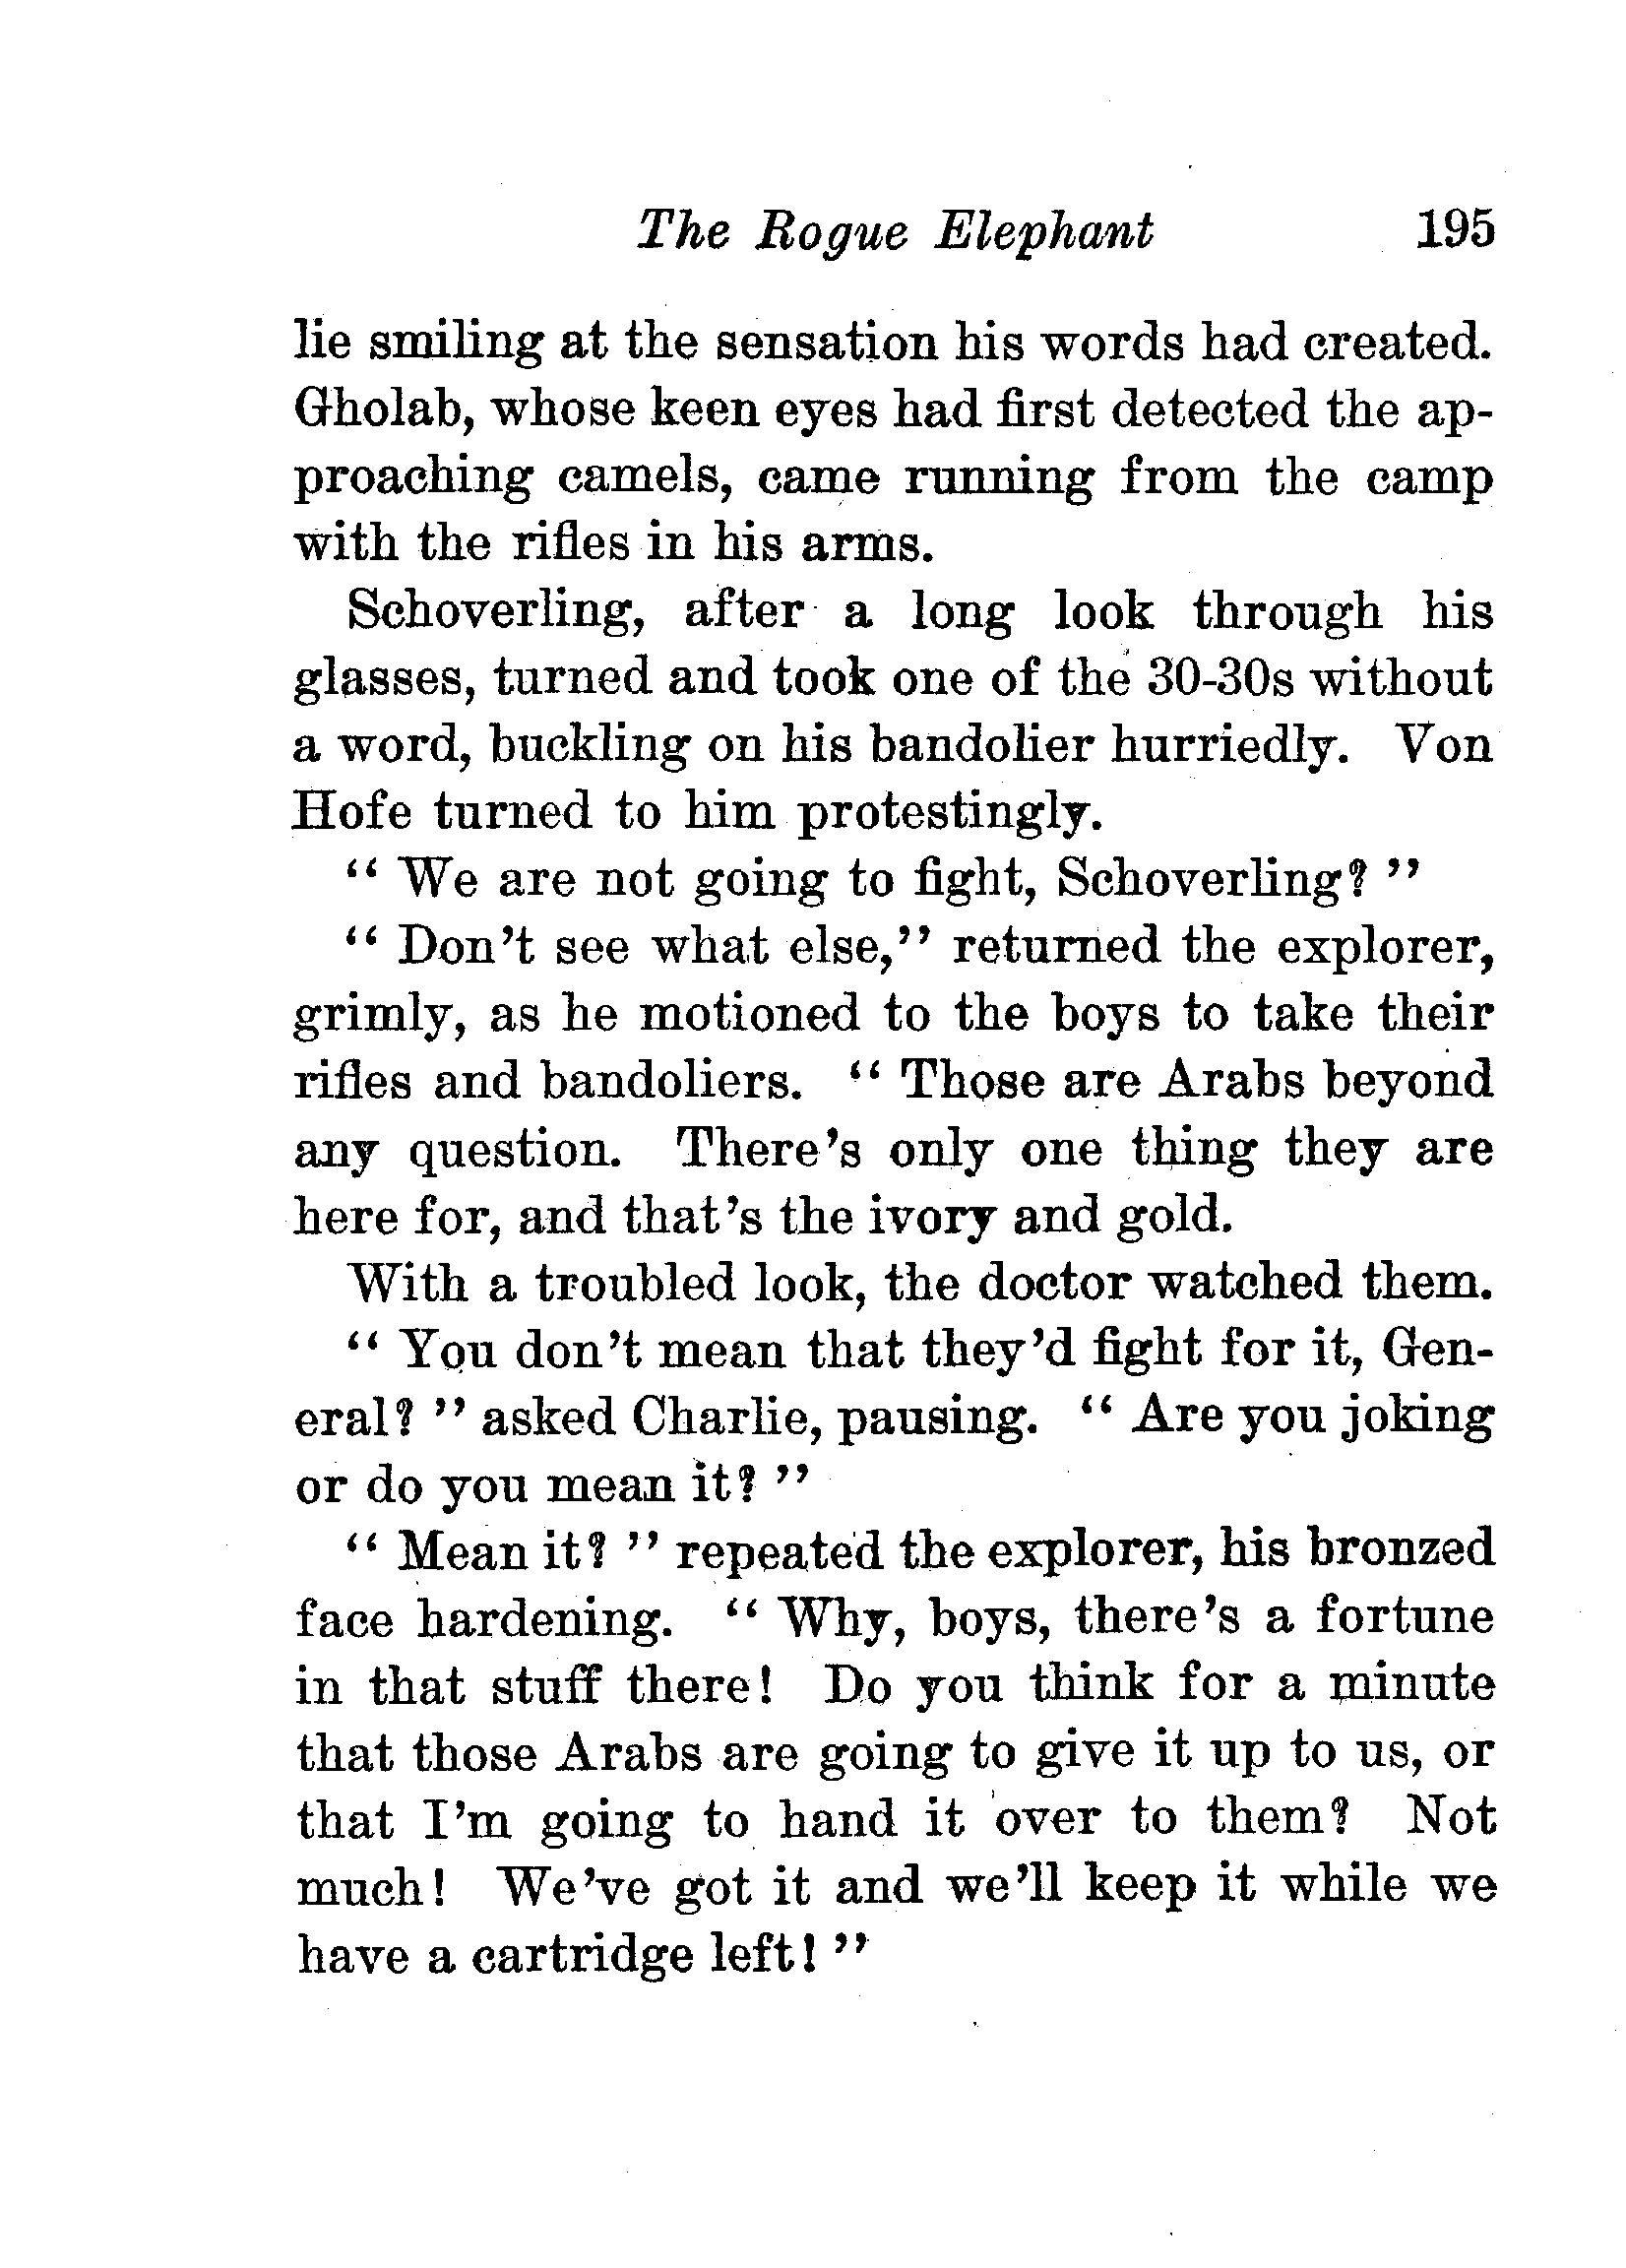 The Rogue Elephant 195
lie smiling at the sensation his words had created.
Gholab, whose keen eyes had first detected the ap-
proaching camels, came running from the camp
with the rifles in his arms.
Schoverling, after a long look through his
glasses, turned and took one of the 30-30s without
a word, buckling on his bandolier hurriedly. Von
Hofe turned to him protestingly.
“ We are not going to fight, Schoverling? ”
“ Don’t see what else,” returned the explorer,
grimly, as he motioned to the boys to take their
rifles and bandoliers. “ Those are Arabs beyond
any question. There’s only one thing they are
here for, and that’s the ivory and gold.
With a troubled look, the doctor watched them.
“ You don’t mean that they’d fight for it, Gen-
eral? ” asked Charlie, pausing. “ Are you joking
or do you mean it? ”
“ Mean it? ” repeated the explorer, his bronzed
face hardening. “ Why, boys, there’s a fortune
in that stuff there! Do you think for a minute
that those Arabs are going to give it up to us, or
that I’m going to hand it over to them? Not
much! We’ve got it and we’ll keep it while we
have a cartridge left! ”